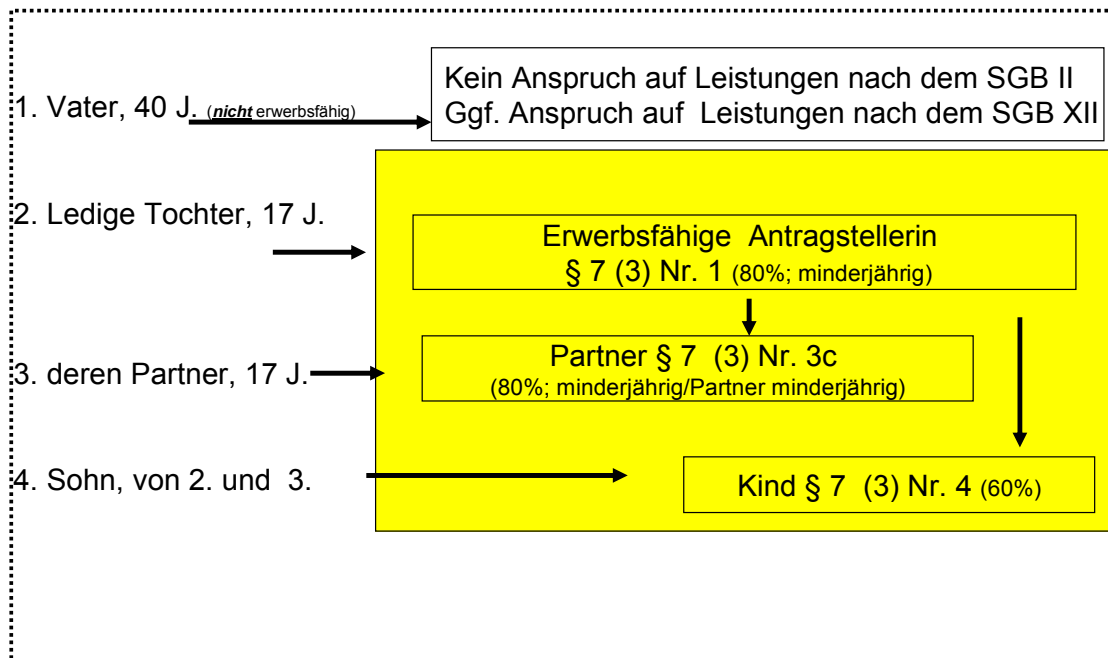 Kein Anspruch auf Leistungen nach dem SGB II
Ggf. Anspruch auf Leistungen nach dem SGB XII
1. Vater, 40 J. (nicht erwerbsfähig)
2. Ledige Tochter, 17 J.
Erwerbsfähige Antragstellerin
§ 7 (3) Nr. 1 (80%; minderjährig)
3. deren Partner, 17 J.
Partner § 7 (3) Nr. 3c
(80%; minderjährig/Partner minderjährig)
4. Sohn, von 2. und 3.
Kind § 7 (3) Nr. 4 (60%)